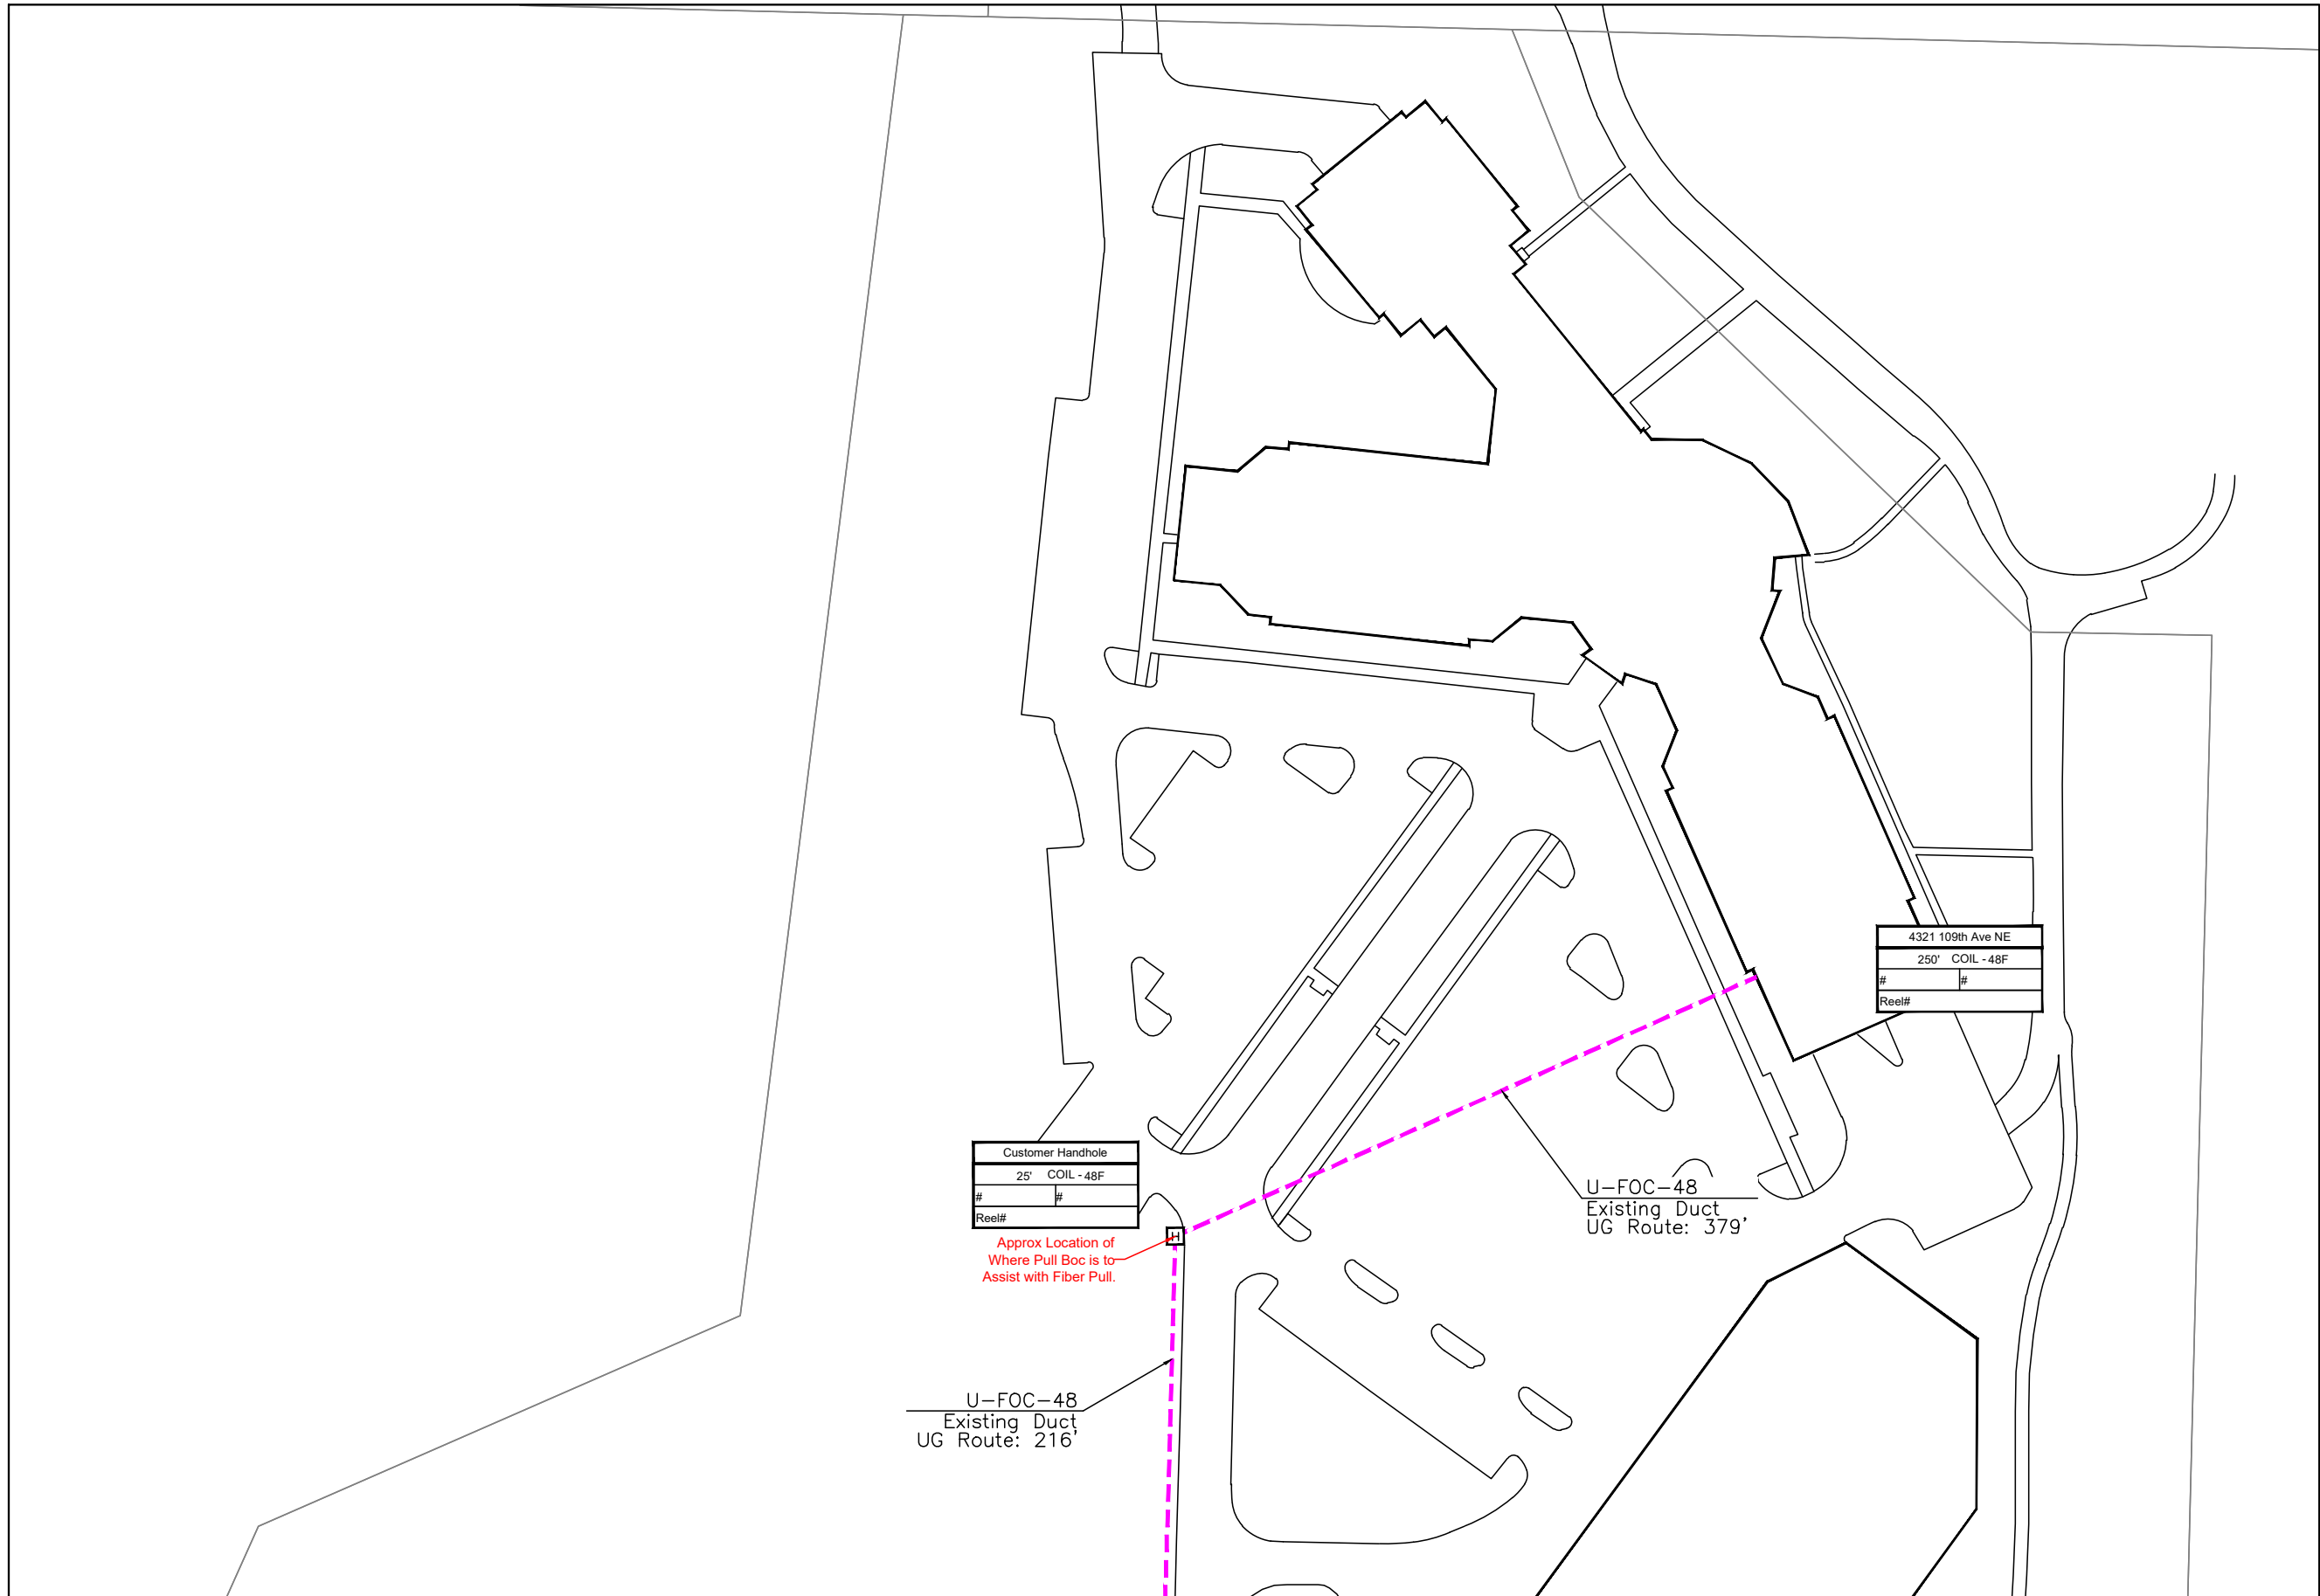 4321 109th Ave NE
250' COIL - 48F
# #
Reel#
Customer Handhole
25' COIL - 48F
# #
Reel#
H
Approx Location of
Where Pull Boc is to
Assist with Fiber Pull.
U-FOC-48
Existing Duct
UG Route: 379'
U-FOC-48
Existing Duct
UG Route: 216'